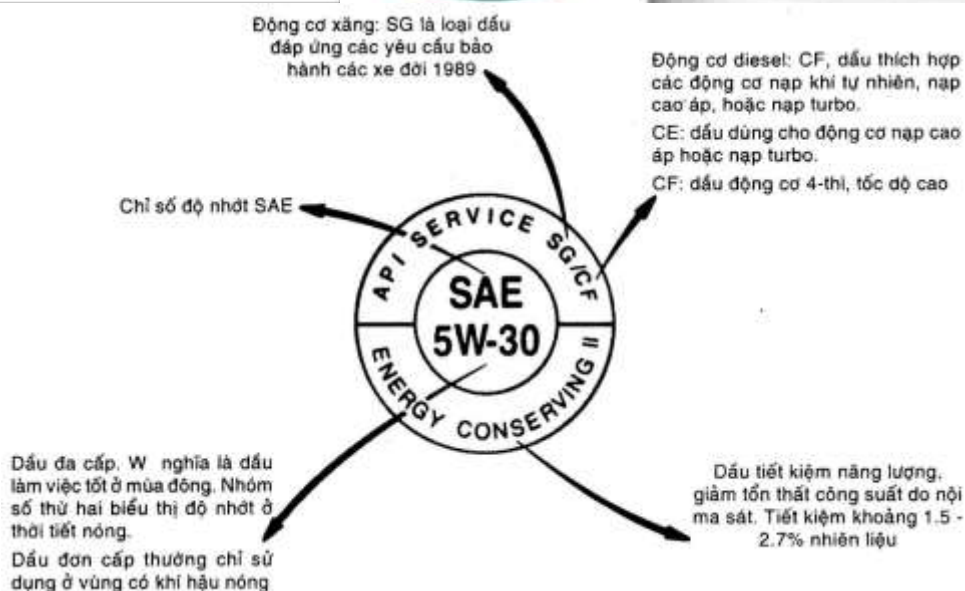 Động cơ xăng: SG là loại dầu
đáp ứng các yêu cầu bảo
hành các xe đời 1989
Động cơ diesel: CF, dầu thích hợp
các động cơ nạp khí tự nhiên, nạp
cao áp, hoặc nạp turbo.
CE: dầu dùng cho động cơ nạp cao
áp hoặc nạp turbo.
CF: dầu động cơ 4-thì, tốc dộ cao
Chỉ số độ nhớt SAE
API SERVICE SG/CF
SAE
5W-30
ENERGY CONSERVING II
Dầu đa cấp. W nghĩa là dầu
làm việc tốt ở mùa đông. Nhóm
số thứ hai biểu thị độ nhớt ở
thời tiết nóng.
Dầu đơn cấp thường chỉ sử
dụng ở vùng có khí hậu nóng
Dầu tiết kiệm năng lượng,
giảm tổn thất công suất do nội
ma sát. Tiết kiệm khoảng 1.5 -
2.7% nhiên liệu